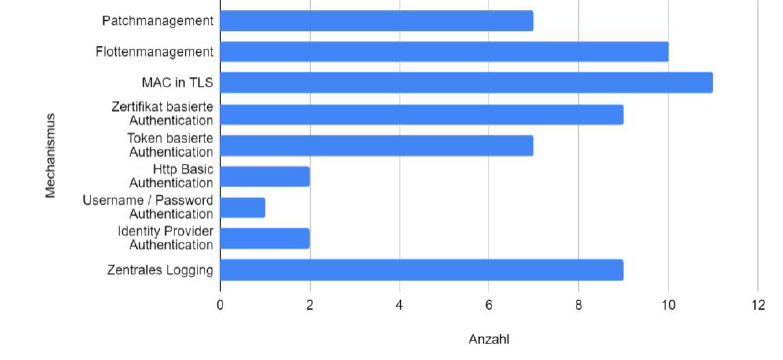 Patchmanagement
Flottenmanagement
MAC in TLS
Zertifikat basierte
Authentication
Token basierte
Authentication
Http Basic
Authentication
Username / Password
Authentication
Identity Provider
Authentication
Zentrales Logging
Mechanismus
0 2 4 6 8 10 12
Anzahl